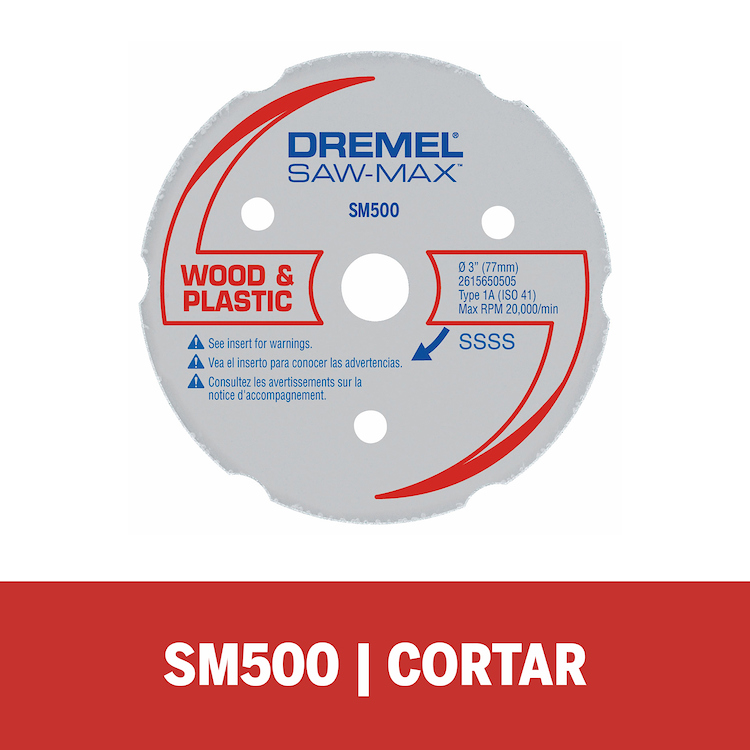 DREMEL®
SAW-MAX™
SM500
WOOD &
PLASTIC
Ø 3" (77mm)
2615650505
Type 1A (ISO 41)
Max RPM 20,000/min
SSSS
See insert for warnings.
Vea el inserto para conocer las advertencias.
Consultez les avertissements sur la
notice d'accompagnement.
SM500 | CORTAR